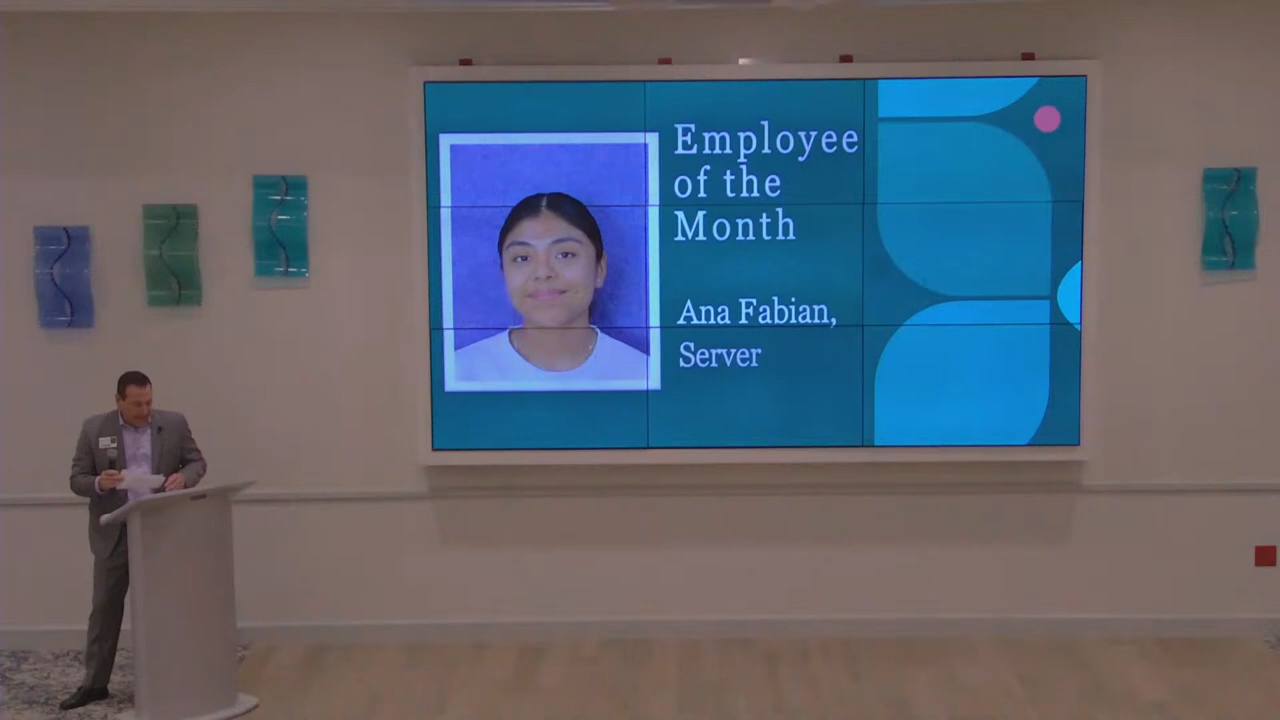 Employee
of the
Month
Ana Fabian,
Server